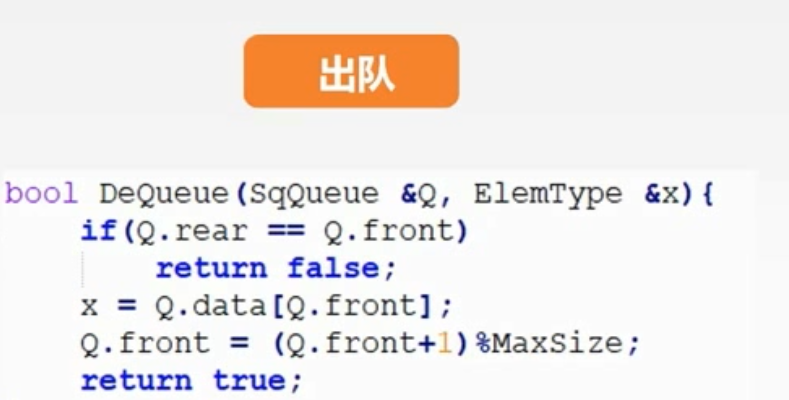 出队
bool DeQueue(SqQueue &Q, ElemType &x){
    if(Q.rear == Q.front)
        return false;
    x = Q.data[Q.front];
    Q.front = (Q.front+1)%MaxSize;
    return true;